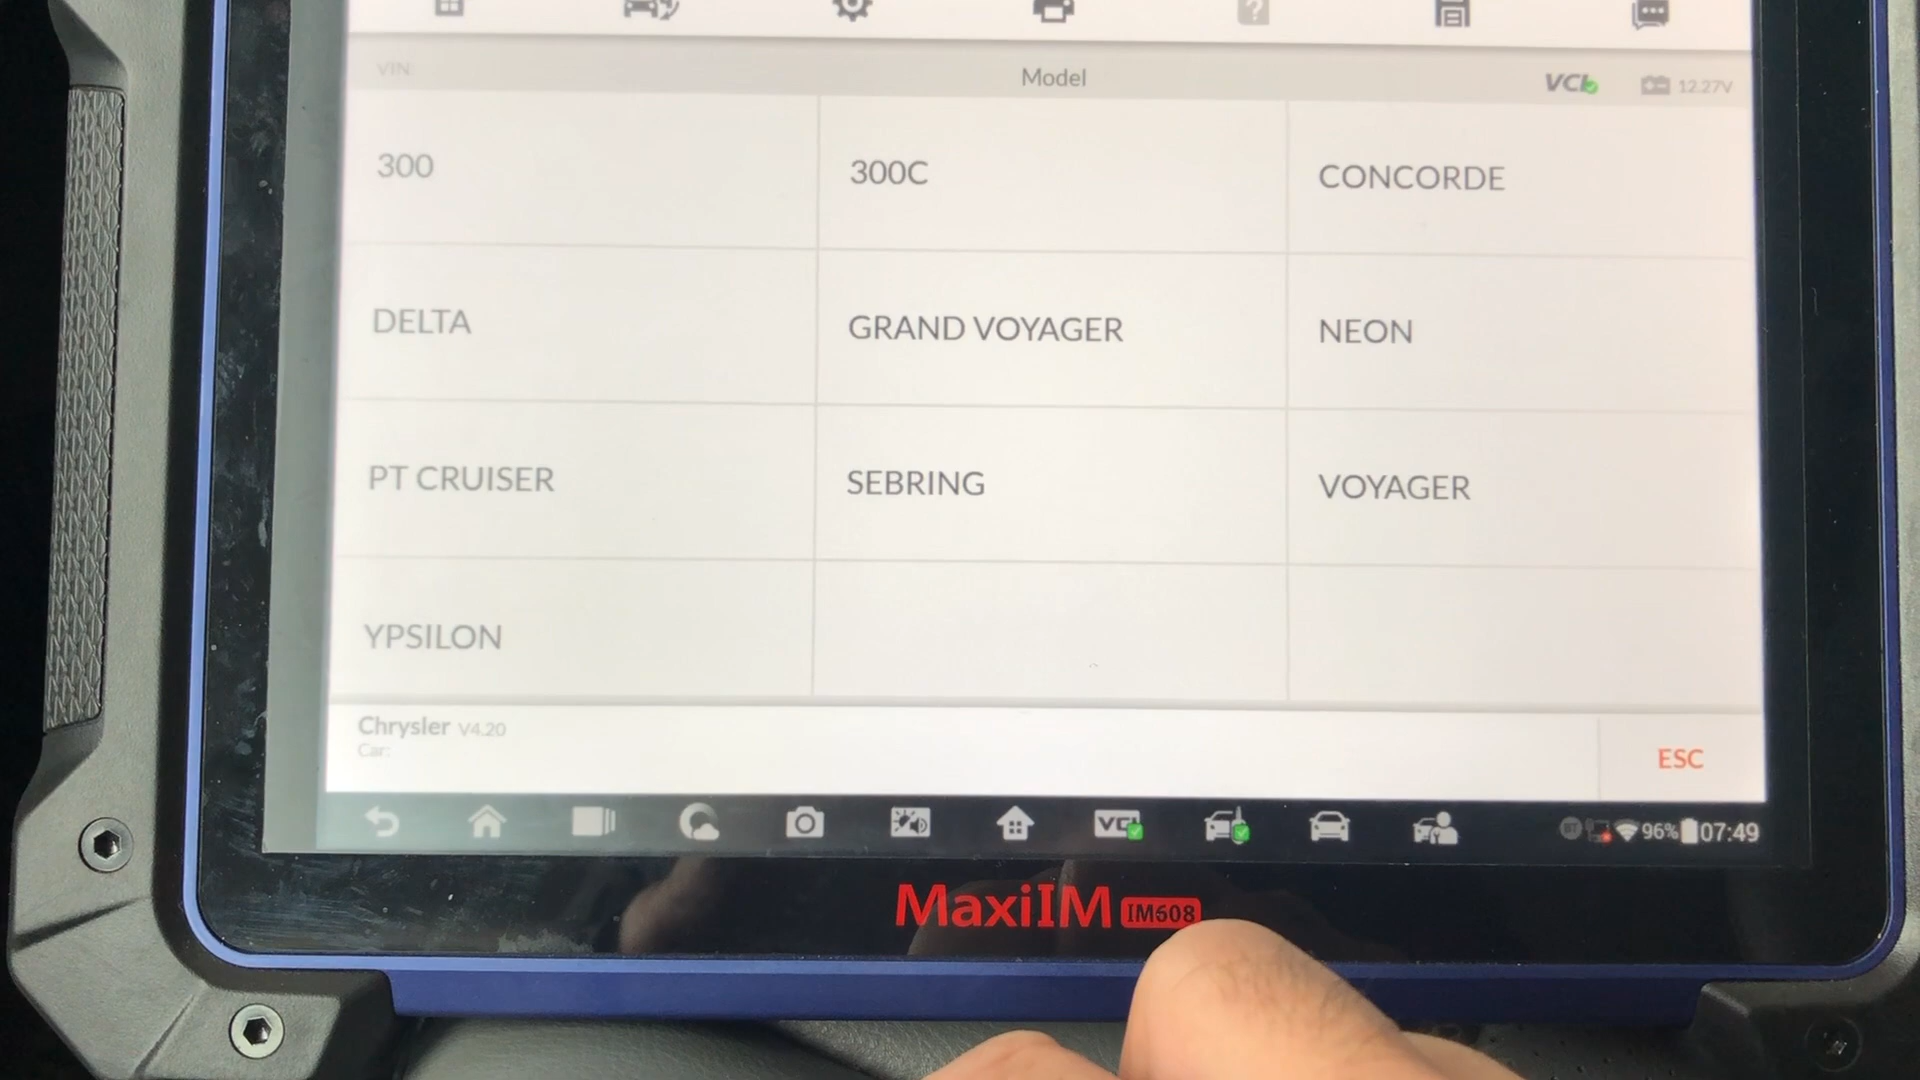 VIN
Model
VCI
12.27V
300
300C
CONCORDE
DELTA
GRAND VOYAGER
NEON
PT CRUISER
SEBRING
VOYAGER
YPSILON
Chrysler V4.20
Car:
ESC
VCI
96%
07:49
MaxiIM IM608